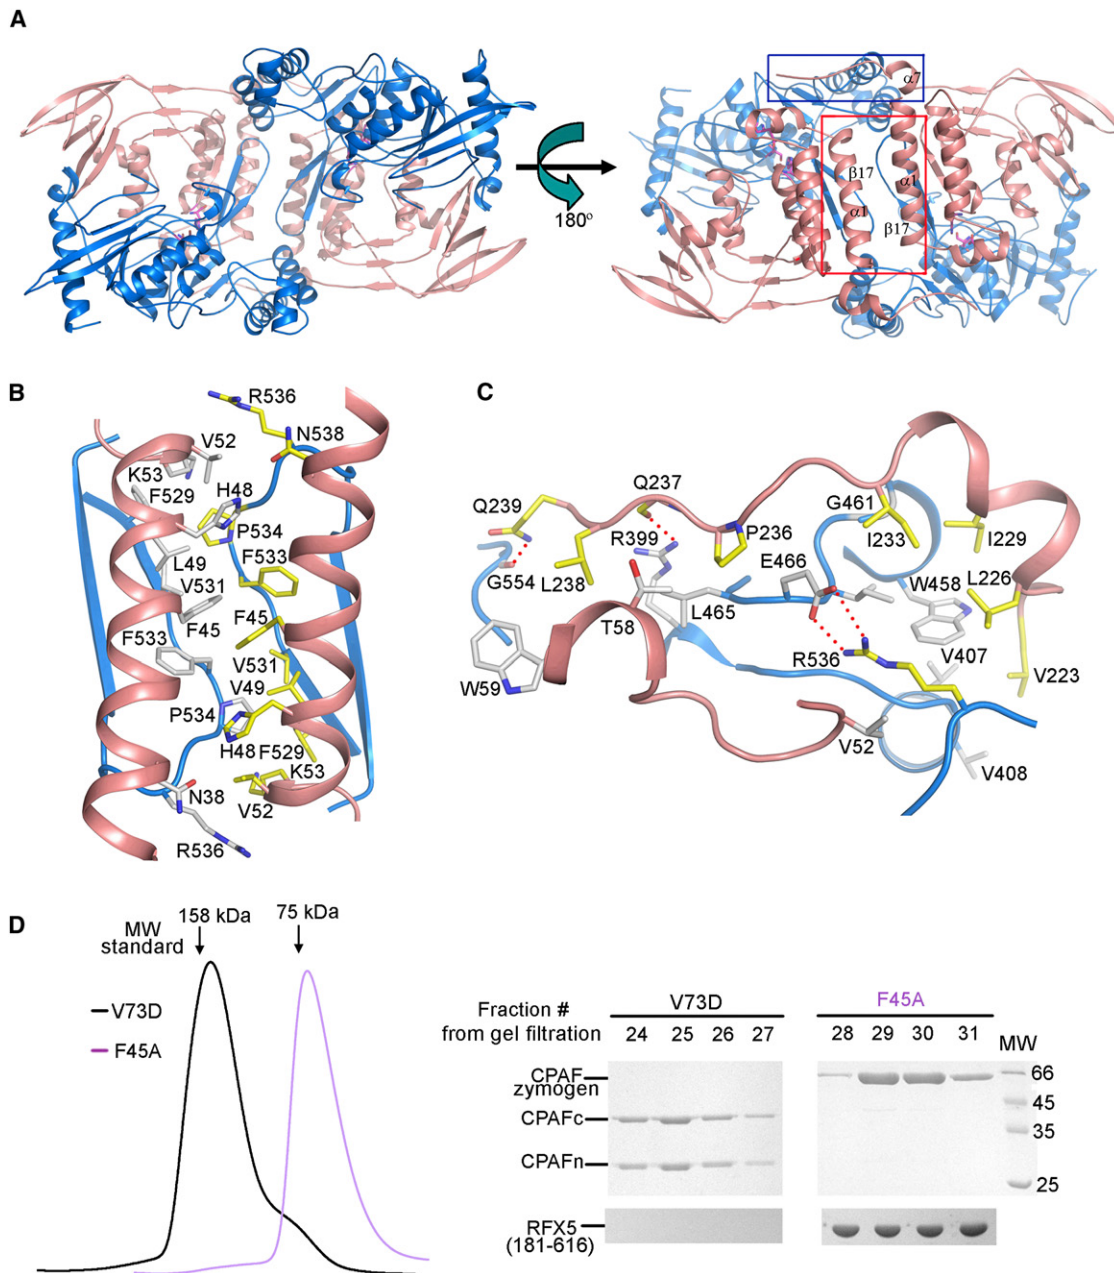 A
α7
β17
α1
α1
β17
180°
B
R536
V52
N538
K53
H48
F529
P534
L49
F533
V531
F45
F45
F533
V531
V49
P534
H48
F529
K53
N38
V52
R536
C
Q237
Q239
G461
P236
R399
I233
I229
E466
G554
L238
W458
L226
L465
T58
V407
R536
W59
V223
V52
V408
D
158 kDa
75 kDa
MW
standard
V73D
F45A
V73D
F45A
Fraction #
from gel filtration
24 25 26 27
28 29 30 31
MW
CPAF
zymogen
66
45
CPAFc
35
CPAFn
25
RFX5
(181-616)